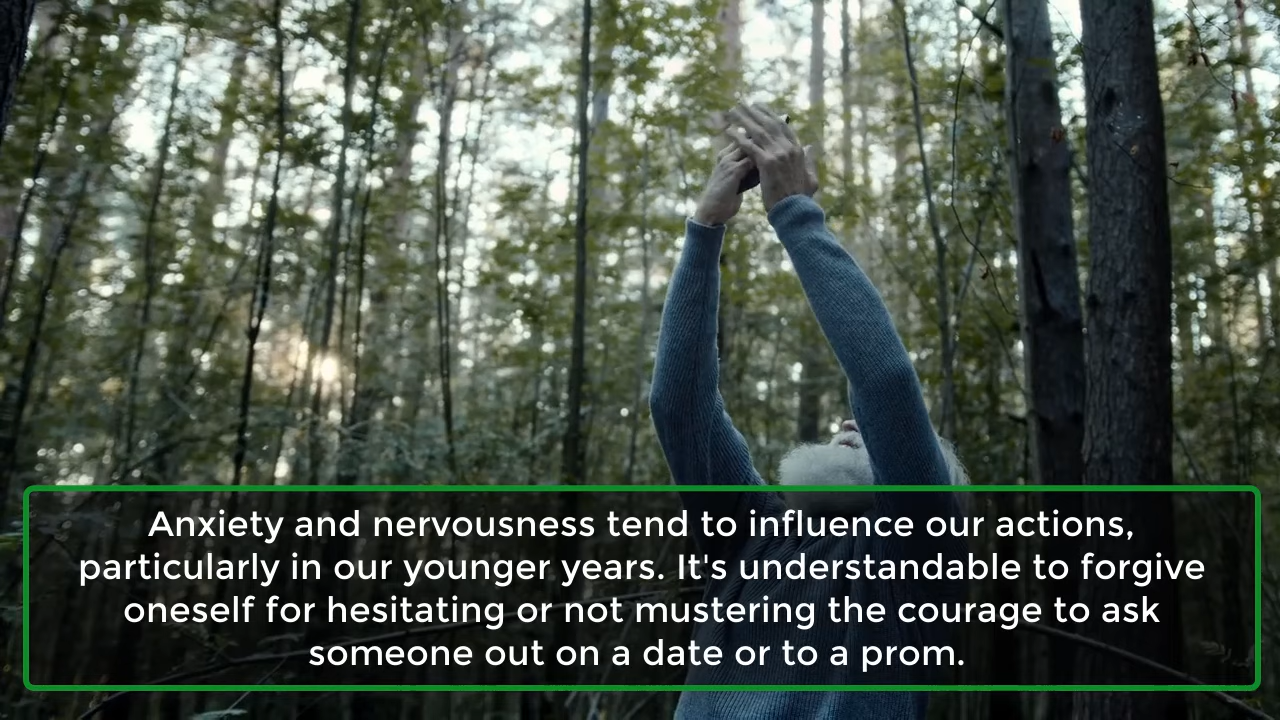 Anxiety and nervousness tend to influence our actions,
particularly in our younger years. It's understandable to forgive
oneself for hesitating or not mustering the courage to ask
someone out on a date or to a prom.